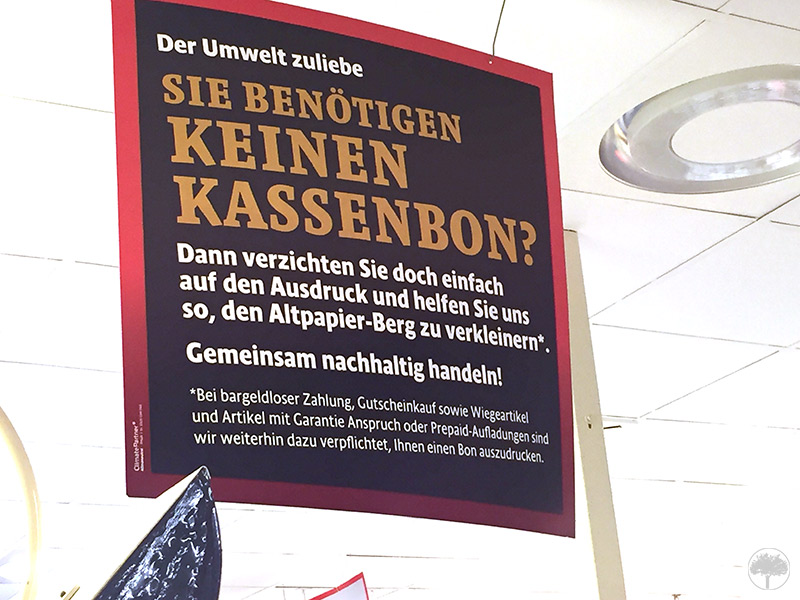 Der Umwelt zuliebe
SIE BENÖTIGEN
KEINEN
KASSENBON?
Dann verzichten Sie doch einfach
auf den Ausdruck und helfen Sie uns
so, den Altpapier-Berg zu verkleinern*.
Gemeinsam nachhaltig handeln!
*Bei bargeldloser Zahlung, Gutscheinkauf sowie Wiegeartikel
und Artikel mit Garantie Anspruch oder Prepaid-Aufladungen sind
wir weiterhin dazu verpflichtet, Ihnen einen Bon auszudrucken.
ClimatePartner°